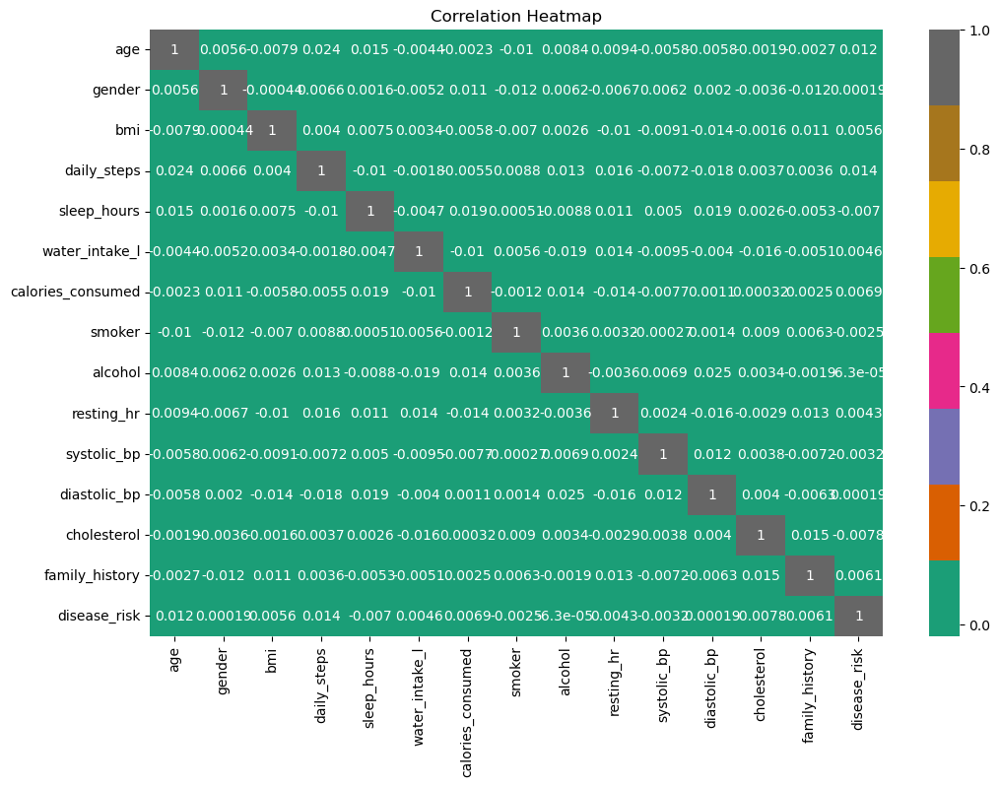 Correlation Heatmap
age 1 0.0056 -0.0079 0.024 0.015 -0.0044 -0.0023 -0.01 0.0084 0.0094 -0.0058 -0.0058 -0.0019 -0.0027 0.012
gender 0.0056 1 -0.00044 0.0066 0.0016 -0.0052 0.011 -0.012 0.0062 -0.0067 0.0062 0.002 -0.0036 -0.012 0.00019
bmi -0.0079 -0.00044 1 0.004 0.0075 0.0034 -0.0058 -0.007 0.0026 -0.01 -0.0091 -0.014 -0.0016 0.011 0.0056
daily_steps 0.024 0.0066 0.004 1 -0.01 -0.0018 -0.0055 0.0088 0.013 0.016 -0.0072 -0.018 0.0037 0.0036 0.014
sleep_hours 0.015 0.0016 0.0075 -0.01 1 -0.0047 0.019 0.00051 -0.0088 0.011 0.005 0.019 0.0026 -0.0053 -0.007
water_intake_l -0.0044 -0.0052 0.0034 -0.0018 -0.0047 1 -0.01 0.0056 -0.019 0.014 -0.0095 -0.004 -0.016 -0.0051 0.0046
calories_consumed -0.0023 0.011 -0.0058 -0.0055 0.019 -0.01 1 -0.0012 0.014 -0.014 -0.0077 0.0011 0.00032 0.0025 0.0069
smoker -0.01 -0.012 -0.007 0.0088 0.00051 0.0056 -0.0012 1 0.0036 0.0032 -0.00027 0.0014 0.009 0.0063 -0.0025
alcohol 0.0084 0.0062 0.0026 0.013 -0.0088 -0.019 0.014 0.0036 1 -0.0036 0.0069 0.025 0.0034 -0.0019 -6.3e-05
resting_hr 0.0094 -0.0067 -0.01 0.016 0.011 0.014 -0.014 0.0032 -0.0036 1 0.0024 -0.016 -0.0029 0.013 0.0043
systolic_bp -0.0058 0.0062 -0.0091 -0.0072 0.005 -0.0095 -0.0077 -0.00027 0.0069 0.0024 1 0.012 0.0038 -0.0072 -0.0032
diastolic_bp -0.0058 0.002 -0.014 -0.018 0.019 -0.004 0.0011 0.0014 0.025 -0.016 0.012 1 0.004 -0.0063 0.00019
cholesterol -0.0019 -0.0036 -0.0016 0.0037 0.0026 -0.016 0.00032 0.009 0.0034 -0.0029 0.0038 0.004 1 0.015 -0.0078
family_history -0.0027 -0.012 0.011 0.0036 -0.0053 -0.0051 0.0025 0.0063 -0.0019 0.013 -0.0072 -0.0063 0.015 1 0.0061
disease_risk 0.012 0.00019 0.0056 0.014 -0.007 0.0046 0.0069 -0.0025 -6.3e-05 0.0043 -0.0032 0.00019 -0.0078 0.0061 1
age
gender
bmi
daily_steps
sleep_hours
water_intake_l
calories_consumed
smoker
alcohol
resting_hr
systolic_bp
diastolic_bp
cholesterol
family_history
disease_risk
1.0
0.8
0.6
0.4
0.2
0.0